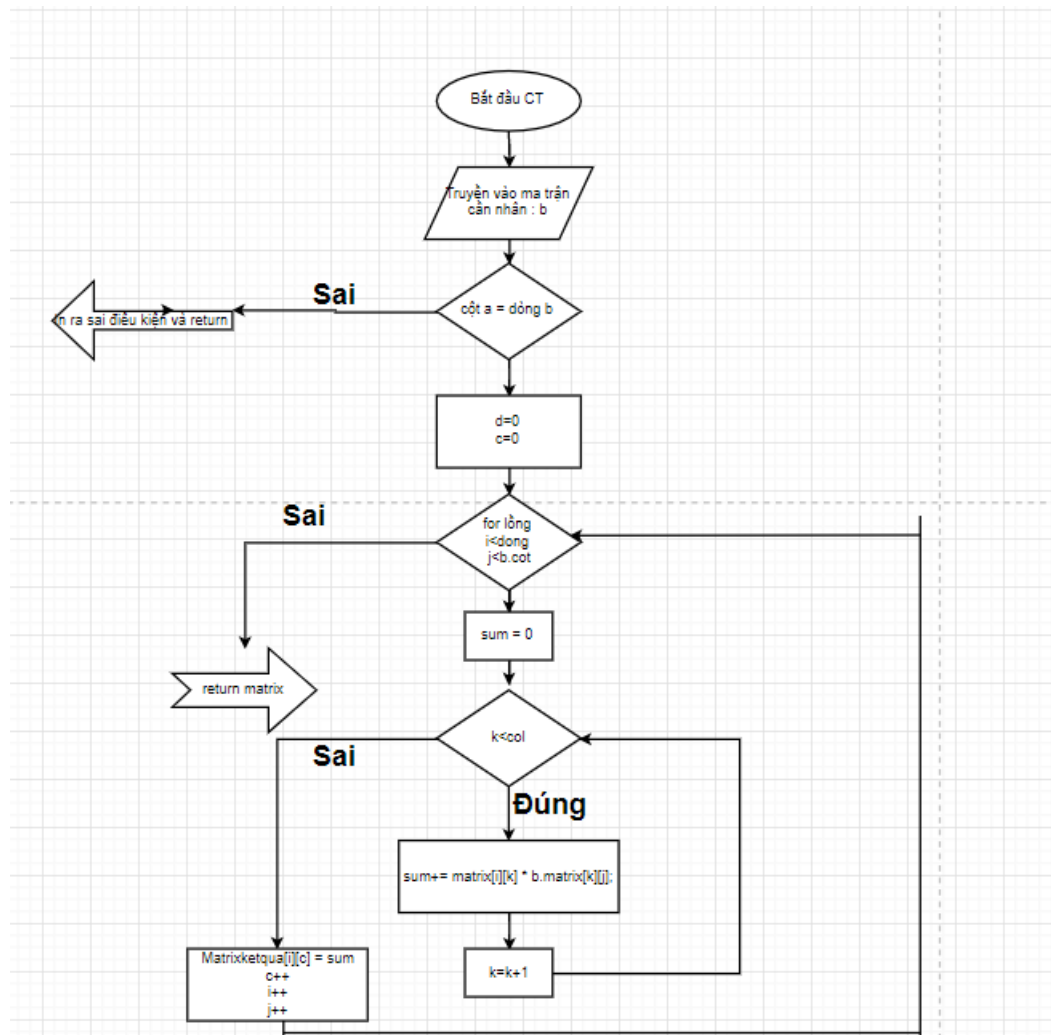 Bắt đầu CT
Truyền vào ma trận
cần nhân : b
Sai
cột a = dòng b
In ra sai điều kiện và return
d=0
c=0
Sai
for lồng
i<dong
j<b.cot
sum = 0
return matrix
k<col
Sai
Đúng
sum+= matrix[i][k] * b.matrix[k][j];
Matrixketqua[i][c] = sum
c++
i++
j++
k=k+1